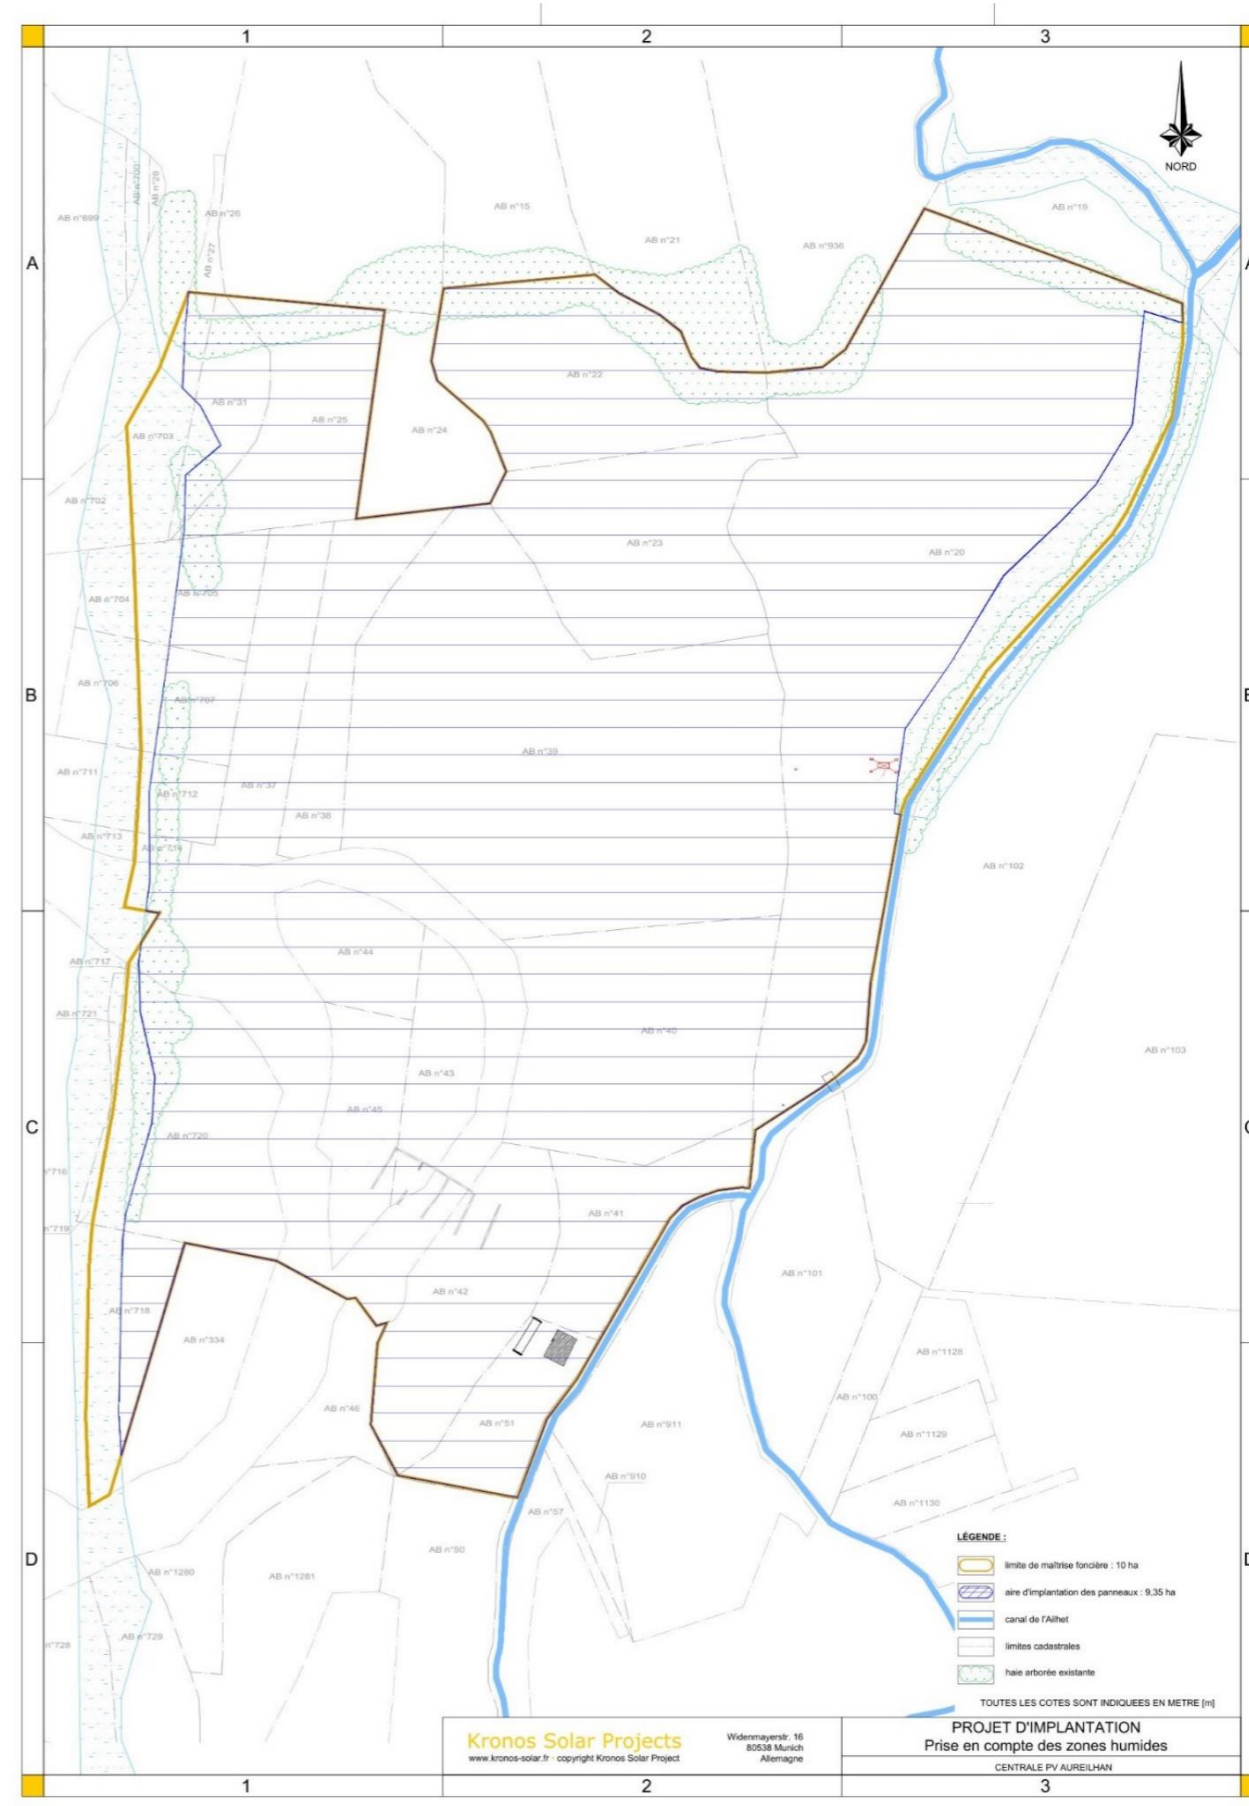 1
2
3
NORD
AB n°700
AB n°28
AB n°699
AB n°26
AB n°15
AB n°19
AB n°21
AB n°936
AB n°27
A
A
AB n°22
AB n°31
AB n°25
AB n°24
AB n°703
AB n°702
AB n°23
AB n°20
AB n°704
AB n°705
AB n°706
AB n°707
B
AB n°39
AB n°711
AB n°37
AB n°712
AB n°38
AB n°713
AB n°102
AB n°44
AB n°717
AB n°721
AB n°40
AB n°103
AB n°43
AB n°45
C
AB n°720
n°716
AB n°41
n°719
AB n°101
AB n°42
AB n°718
AB n°334
AB n°1128
AB n°100
AB n°46
AB n°51
AB n°911
AB n°1129
AB n°910
AB n°1130
AB n°57
AB n°50
D
AB n°1280
AB n°1281
AB n°729
n°728
LÉGENDE :
limite de maîtrise foncière : 10 ha
aire d'implantation des panneaux : 9,35 ha
canal de l'Ailhet
limites cadastrales
haie arborée existante
TOUTES LES COTES SONT INDIQUEES EN METRE [m]
Kronos Solar Projects
www.kronos-solar.fr - copyright Kronos Solar Project
Widenmayerstr. 16
80538 Munich
Allemagne
PROJET D'IMPLANTATION
Prise en compte des zones humides
CENTRALE PV AUREILHAN
1
2
3